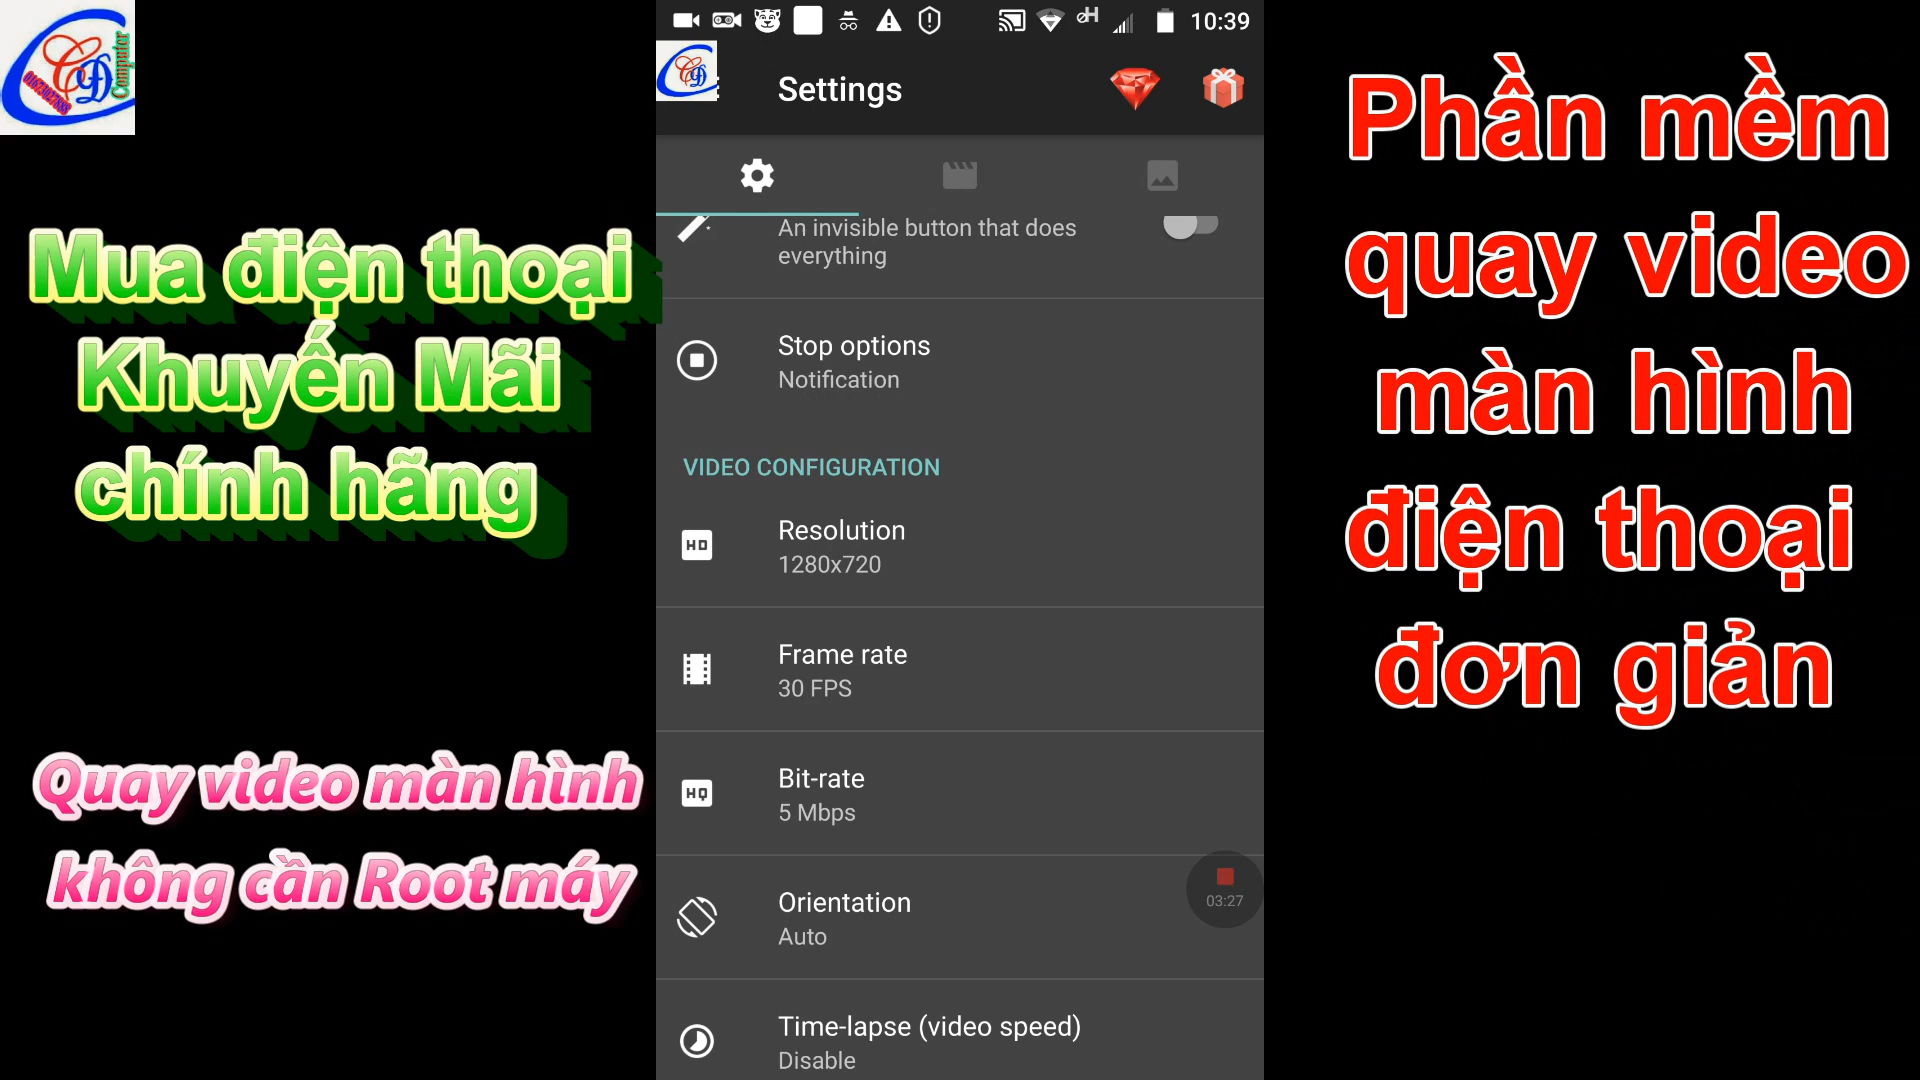 Computer
Mua điện thoại
Khuyến Mãi
chính hãng
Quay video màn hình
không cần Root máy
10:39
Settings
An invisible button that does
everything
Stop options
Notification
VIDEO CONFIGURATION
HD
Resolution
1280x720
Frame rate
30 FPS
HQ
Bit-rate
5 Mbps
Orientation
Auto
03:27
Time-lapse (video speed)
Disable
Phần mềm
quay video
màn hình
điện thoại
đơn giản